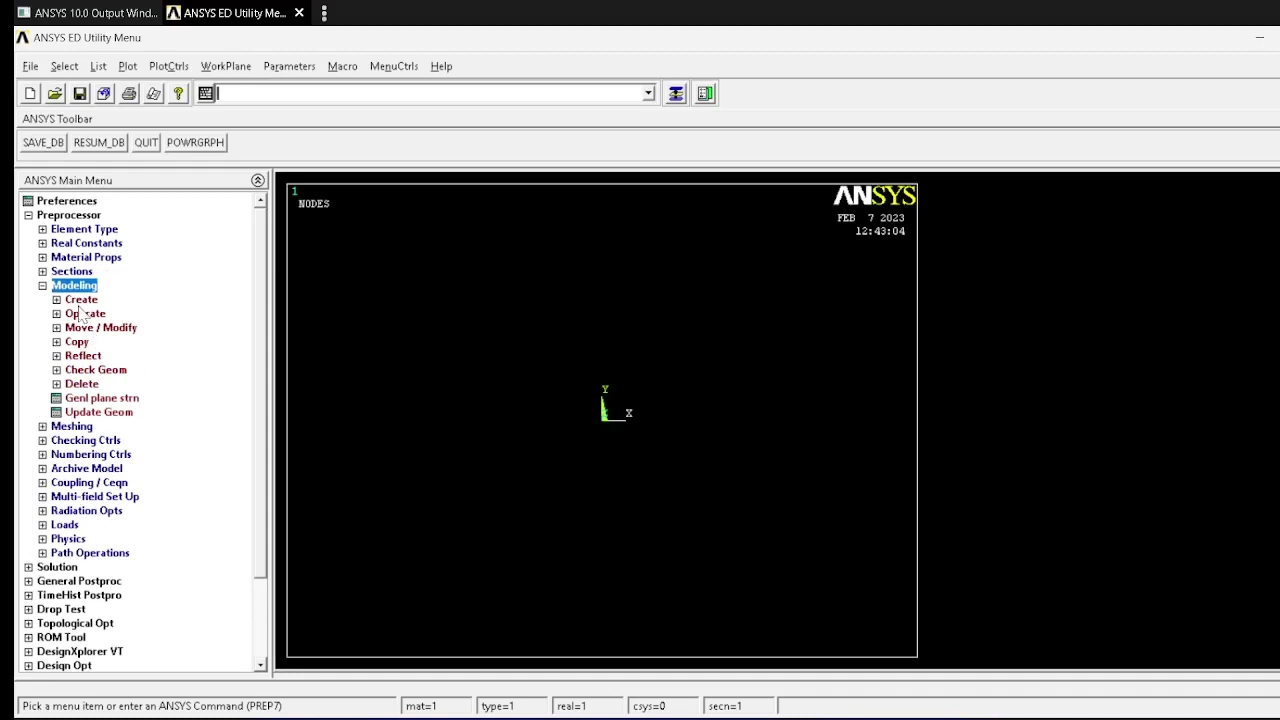 ANSYS 10.0 Output Wind... ANSYS ED Utility Me...
ANSYS ED Utility Menu
File Select List Plot PlotCtrls WorkPlane Parameters Macro MenuCtrls Help
ANSYS Toolbar
SAVE_DB RESUM_DB QUIT POWRGRPH
ANSYS Main Menu
Preferences
Preprocessor
Element Type
Real Constants
Material Props
Sections
Modeling
Create
Operate
Move / Modify
Copy
Reflect
Check Geom
Delete
Genl plane strn
Update Geom
Meshing
Checking Ctrls
Numbering Ctrls
Archive Model
Coupling / Ceqn
Multi-field Set Up
Radiation Opts
Loads
Physics
Path Operations
Solution
General Postproc
TimeHist Postpro
Drop Test
Topological Opt
ROM Tool
DesignXplorer VT
Design Opt
1
NODES
ANSYS
FEB 7 2023
12:43:04
Y
X
Pick a menu item or enter an ANSYS Command (PREP7) mat=1 type=1 real=1 csys=0 secn=1